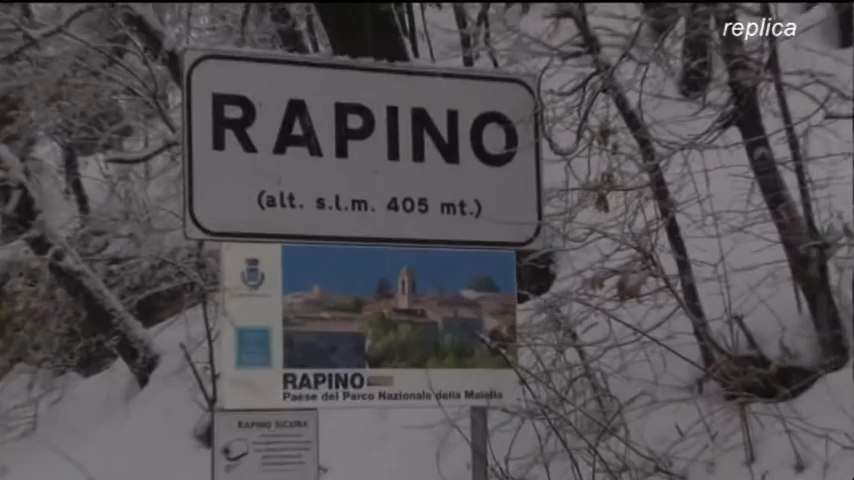 replica
RAPINO
(alt. s.l.m. 405 mt.)
RAPINO
Paese del Parco Nazionale della Maiella
RAPINO SICURA